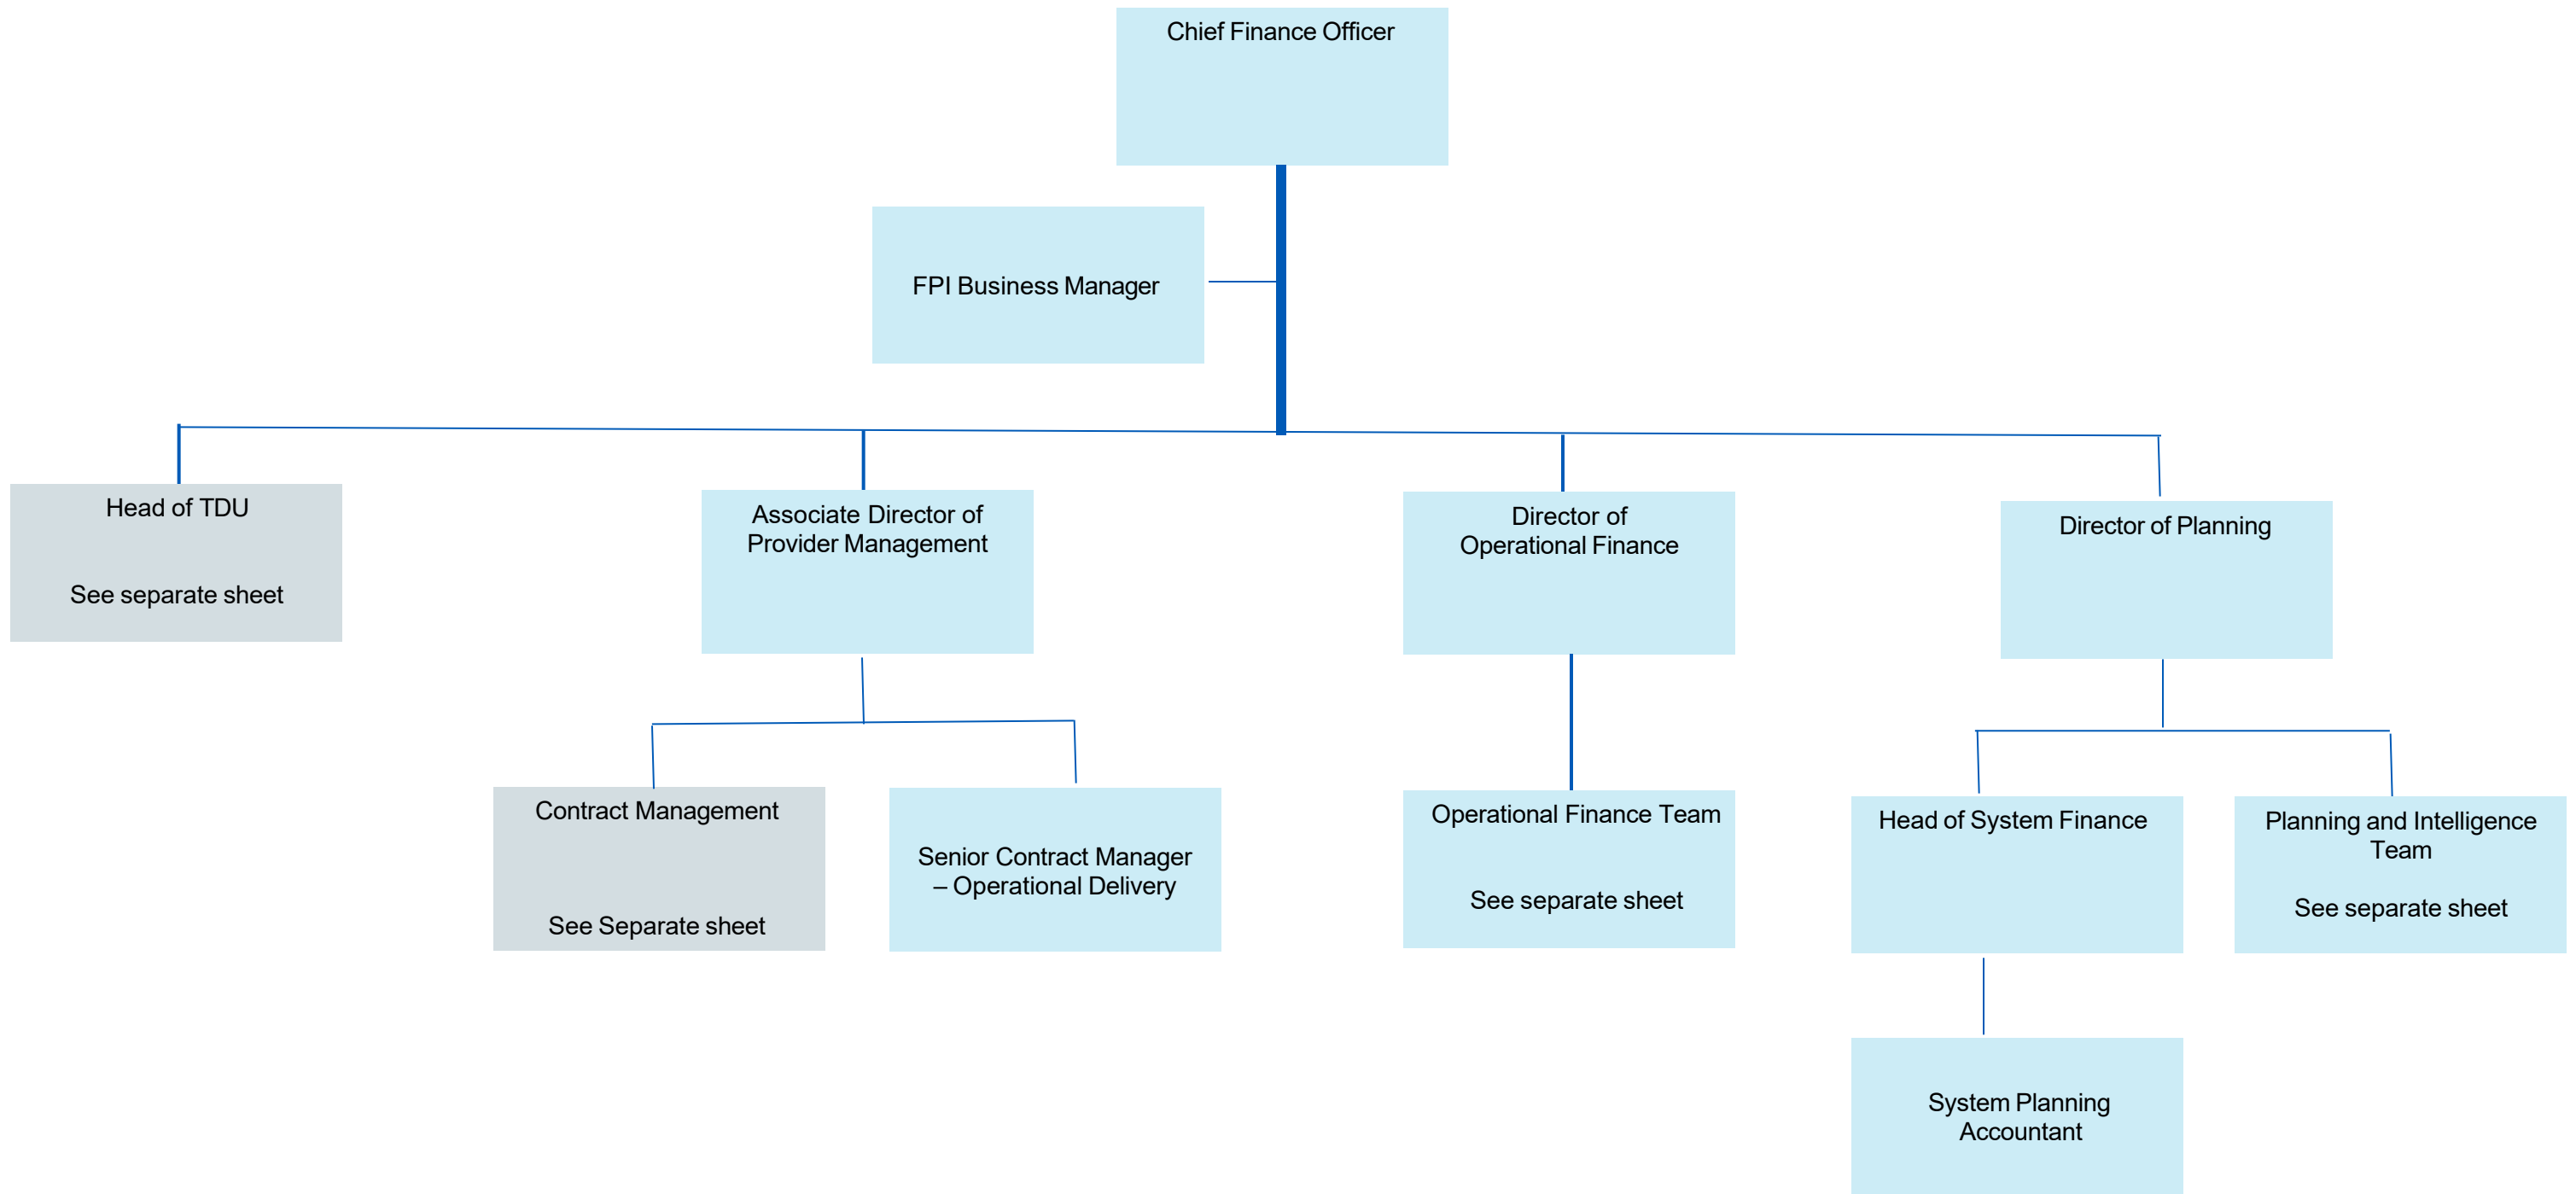 Chief Finance Officer
FPI Business Manager
Head of TDU
See separate sheet
Associate Director of
Provider Management
Director of
Operational Finance
Director of Planning
Contract Management
See Separate sheet
Senior Contract Manager
– Operational Delivery
Operational Finance Team
See separate sheet
Head of System Finance
Planning and Intelligence
Team
See separate sheet
System Planning
Accountant